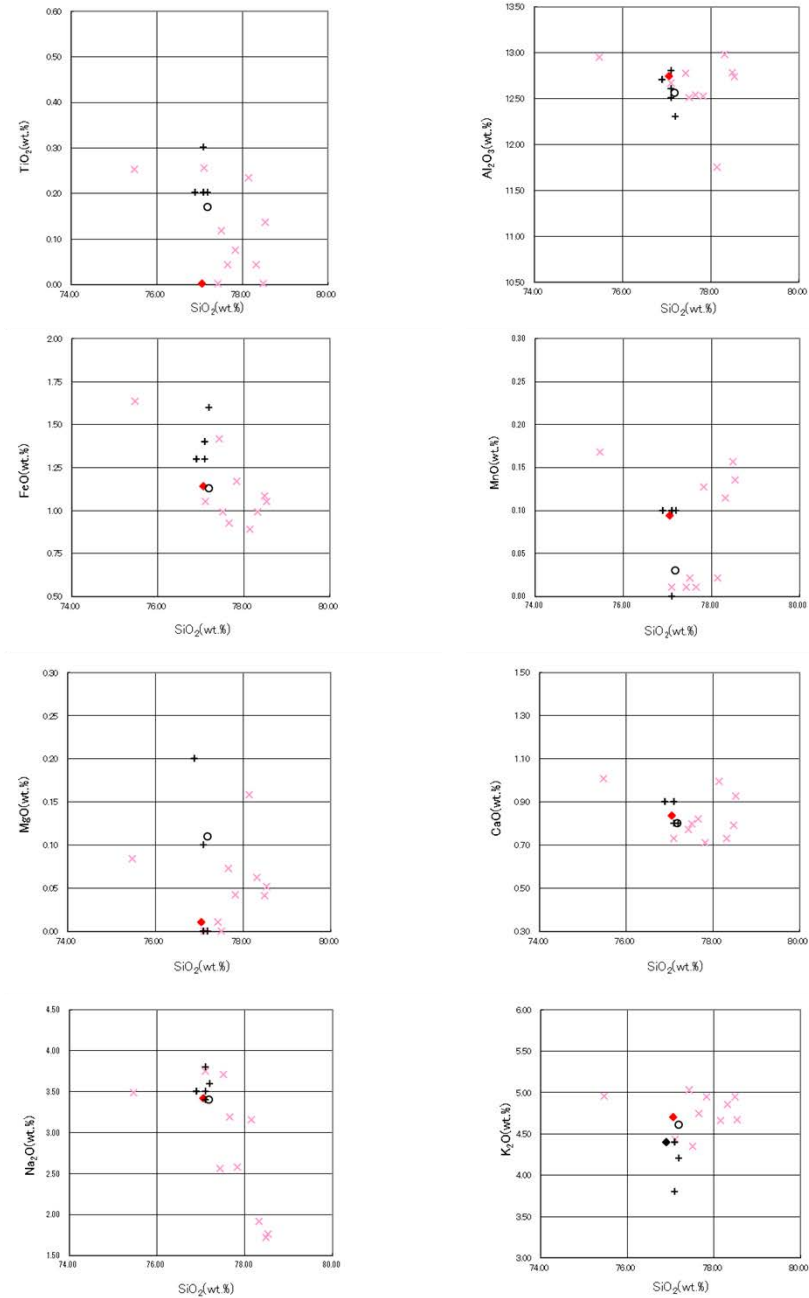 0.60
0.50
0.40
TiO2(wt.%)
0.30
0.20
0.10
0.00
74.00 76.00 78.00 80.00
SiO2(wt.%)
13.50
13.00
12.50
Al2O3(wt.%)
12.00
11.50
11.00
10.50
74.00 76.00 78.00 80.00
SiO2(wt.%)
2.00
1.75
1.50
FeO(wt.%)
1.25
1.00
0.75
0.50
74.00 76.00 78.00 80.00
SiO2(wt.%)
0.30
0.25
0.20
MnO(wt.%)
0.15
0.10
0.05
0.00
74.00 76.00 78.00 80.00
SiO2(wt.%)
0.30
0.25
0.20
MgO(wt.%)
0.15
0.10
0.05
0.00
74.00 76.00 78.00 80.00
SiO2(wt.%)
1.50
1.30
1.10
CaO(wt.%)
0.90
0.70
0.50
0.30
74.00 76.00 78.00 80.00
SiO2(wt.%)
4.50
4.00
3.50
Na2O(wt.%)
3.00
2.50
2.00
1.50
74.00 76.00 78.00 80.00
SiO2(wt.%)
6.00
5.50
5.00
K2O(wt.%)
4.50
4.00
3.50
3.00
74.00 76.00 78.00 80.00
SiO2(wt.%)